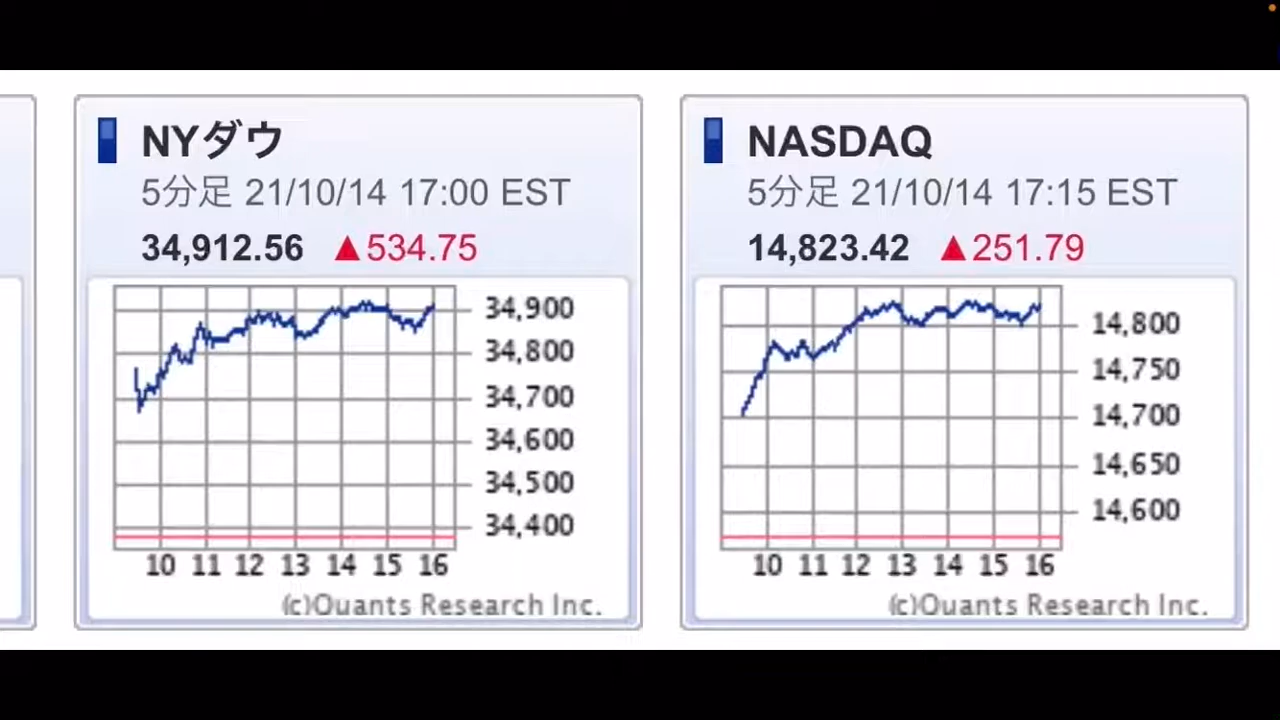 NYダウ
5分足 21/10/14 17:00 EST
34,912.56 ▲534.75
34,900
34,800
34,700
34,600
34,500
34,400
10 11 12 13 14 15 16
(c)Quants Research Inc.
NASDAQ
5分足 21/10/14 17:15 EST
14,823.42 ▲251.79
14,800
14,750
14,700
14,650
14,600
10 11 12 13 14 15 16
(c)Quants Research Inc.